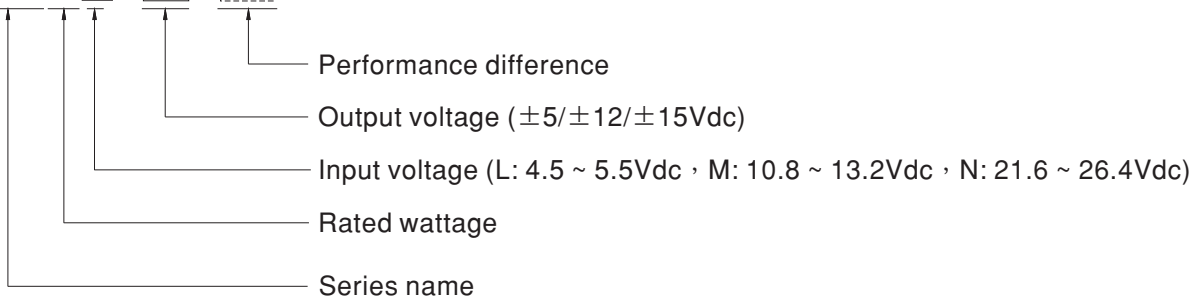 Performance difference
Output voltage (±5/±12/±15Vdc)
Input voltage (L: 4.5 ~ 5.5Vdc，M: 10.8 ~ 13.2Vdc，N: 21.6 ~ 26.4Vdc)
Rated wattage
Series name